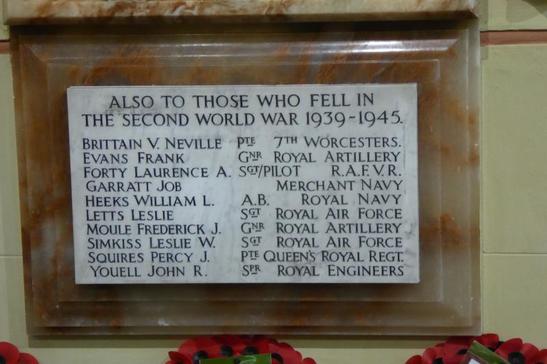 ALSO TO THOSE WHO FELL IN
THE SECOND WORLD WAR 1939-1945.
BRITTAIN V. NEVILLE PTE 7TH WORCESTERS.
EVANS FRANK GNR ROYAL ARTILLERY
FORTY LAURENCE A. SGT/PILOT R.A.F.V.R.
GARRATT JOB MERCHANT NAVY
HEEKS WILLIAM L. A.B. ROYAL NAVY
LETTS LESLIE SGT ROYAL AIR FORCE
MOULE FREDERICK J. GNR ROYAL ARTILLERY
SIMKISS LESLIE W. SGT ROYAL AIR FORCE
SQUIRES PERCY J. PTE QUEEN'S ROYAL REGT.
YOUELL JOHN R. SPR ROYAL ENGINEERS